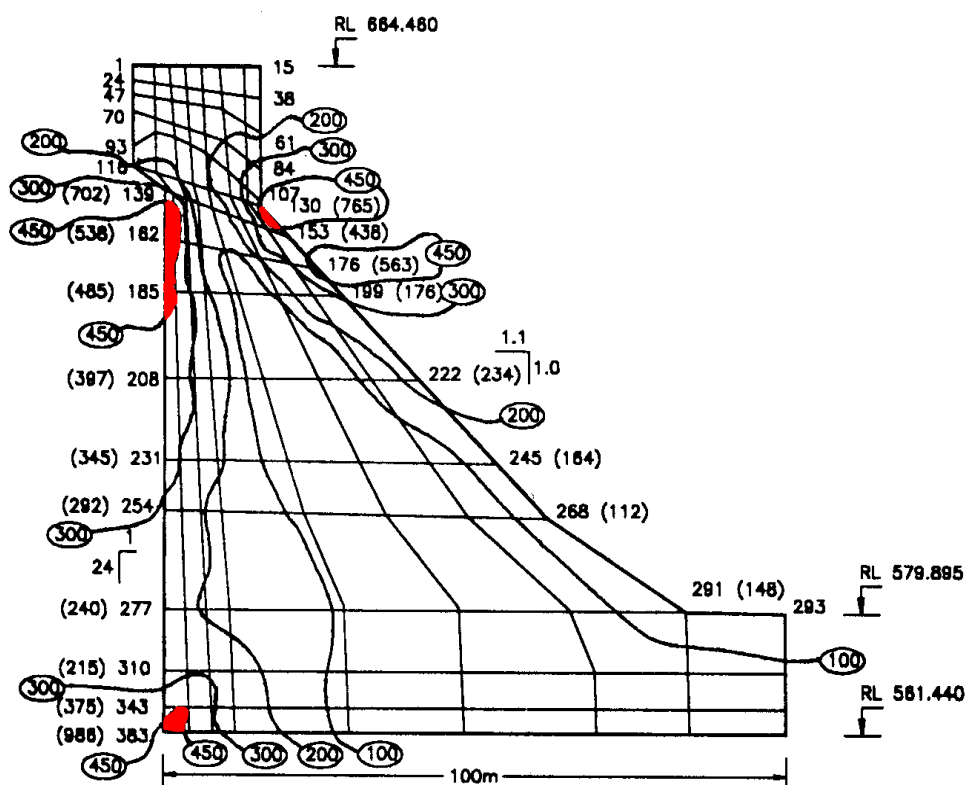 RL 664.460
1 15
24
47 38
70 200
93 61 300
200 84
116 107 450
300 (702) 139 130 (765)
450 (538) 162 153 (438)
176 (563) 450
(485) 185 199 (176) 300
450
1.1
1.0
(397) 208 222 (234)
200
(345) 231 245 (164)
(292) 254 268 (112)
300 1
24
RL 579.895
(240) 277 291 (148) 293
(215) 310 100
300
(375) 343 RL 561.440
(986) 383
450 450 300 200 100
100m